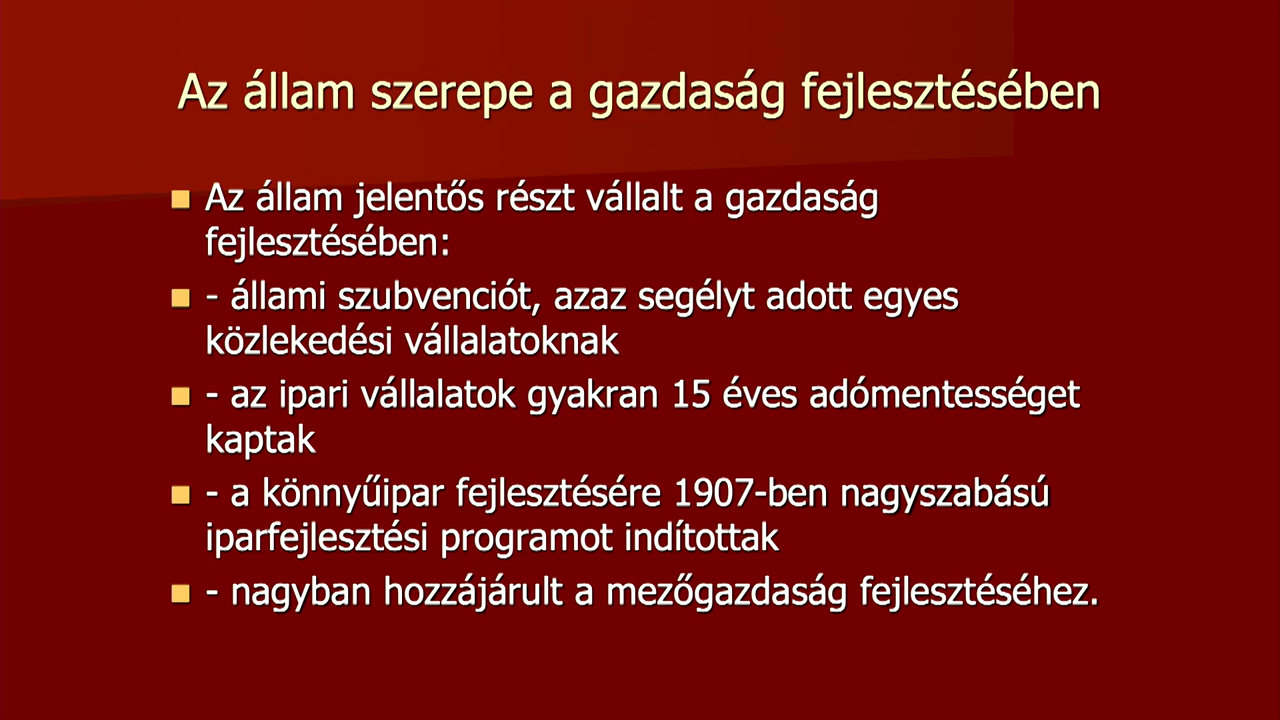 Az állam szerepe a gazdaság fejlesztésében
Az állam jelentős részt vállalt a gazdaság
fejlesztésében:
- állami szubvenciót, azaz segélyt adott egyes
közlekedési vállalatoknak
- az ipari vállalatok gyakran 15 éves adómentességet
kaptak
- a könnyűipar fejlesztésére 1907-ben nagyszabású
iparfejlesztési programot indítottak
- nagyban hozzájárult a mezőgazdaság fejlesztéséhez.